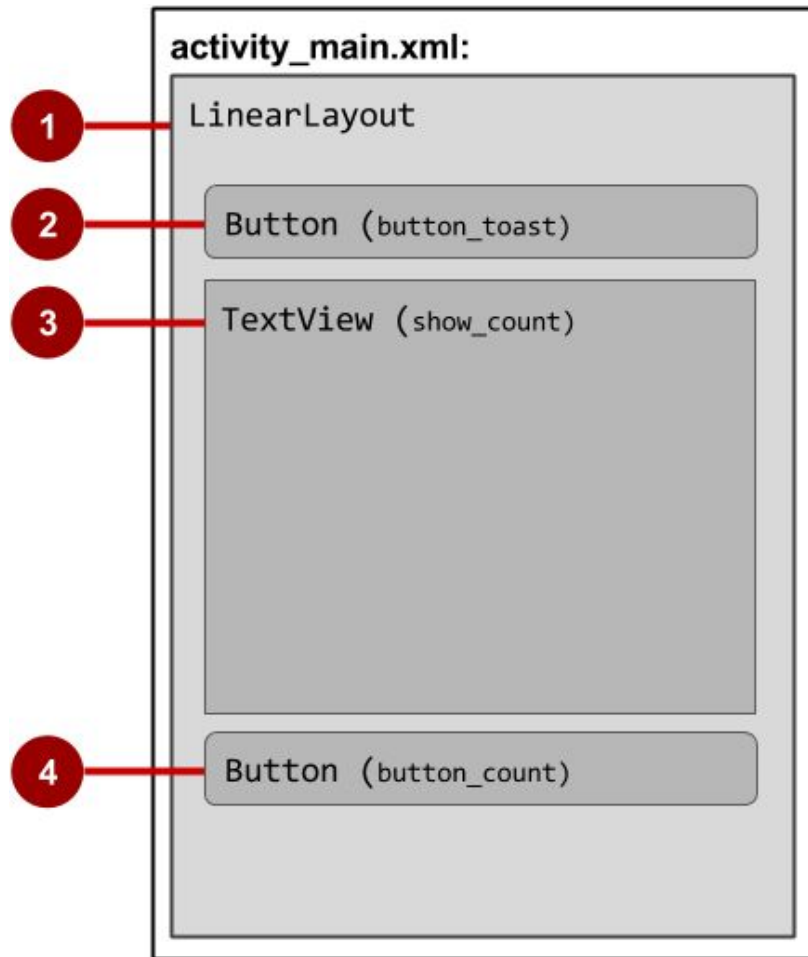 activity_main.xml:
1 LinearLayout
2 Button (button_toast)
3 TextView (show_count)
4 Button (button_count)